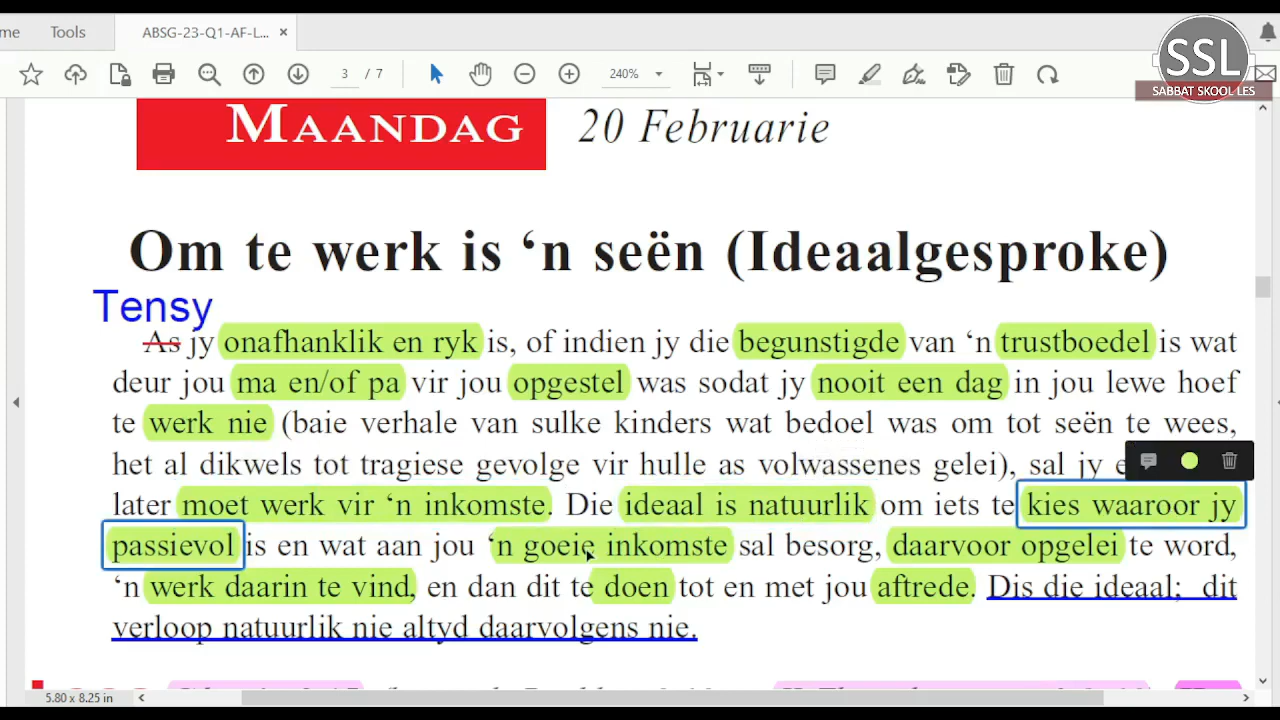 me Tools ABSG-23-Q1-AF-L... ×
3 / 7 240%
SSL
SABBAT SKOOL LES
MAANDAG 20 Februarie
Om te werk is ‘n seën (Ideaalgesproke)
Tensy
As jy onafhanklik en ryk is, of indien jy die begunstigde van ‘n trustboedel is wat
deur jou ma en/of pa vir jou opgestel was sodat jy nooit een dag in jou lewe hoef
te werk nie (baie verhale van sulke kinders wat bedoel was om tot seën te wees,
het al dikwels tot tragiese gevolge vir hulle as volwassenes gelei), sal jy
later moet werk vir ‘n inkomste. Die ideaal is natuurlik om iets te kies waaroor jy
passievol is en wat aan jou ‘n goeie inkomste sal besorg, daarvoor opgelei te word,
‘n werk daarin te vind, en dan dit te doen tot en met jou aftrede. Dis die ideaal; dit
verloop natuurlik nie altyd daarvolgens nie.
5.80 x 8.25 in